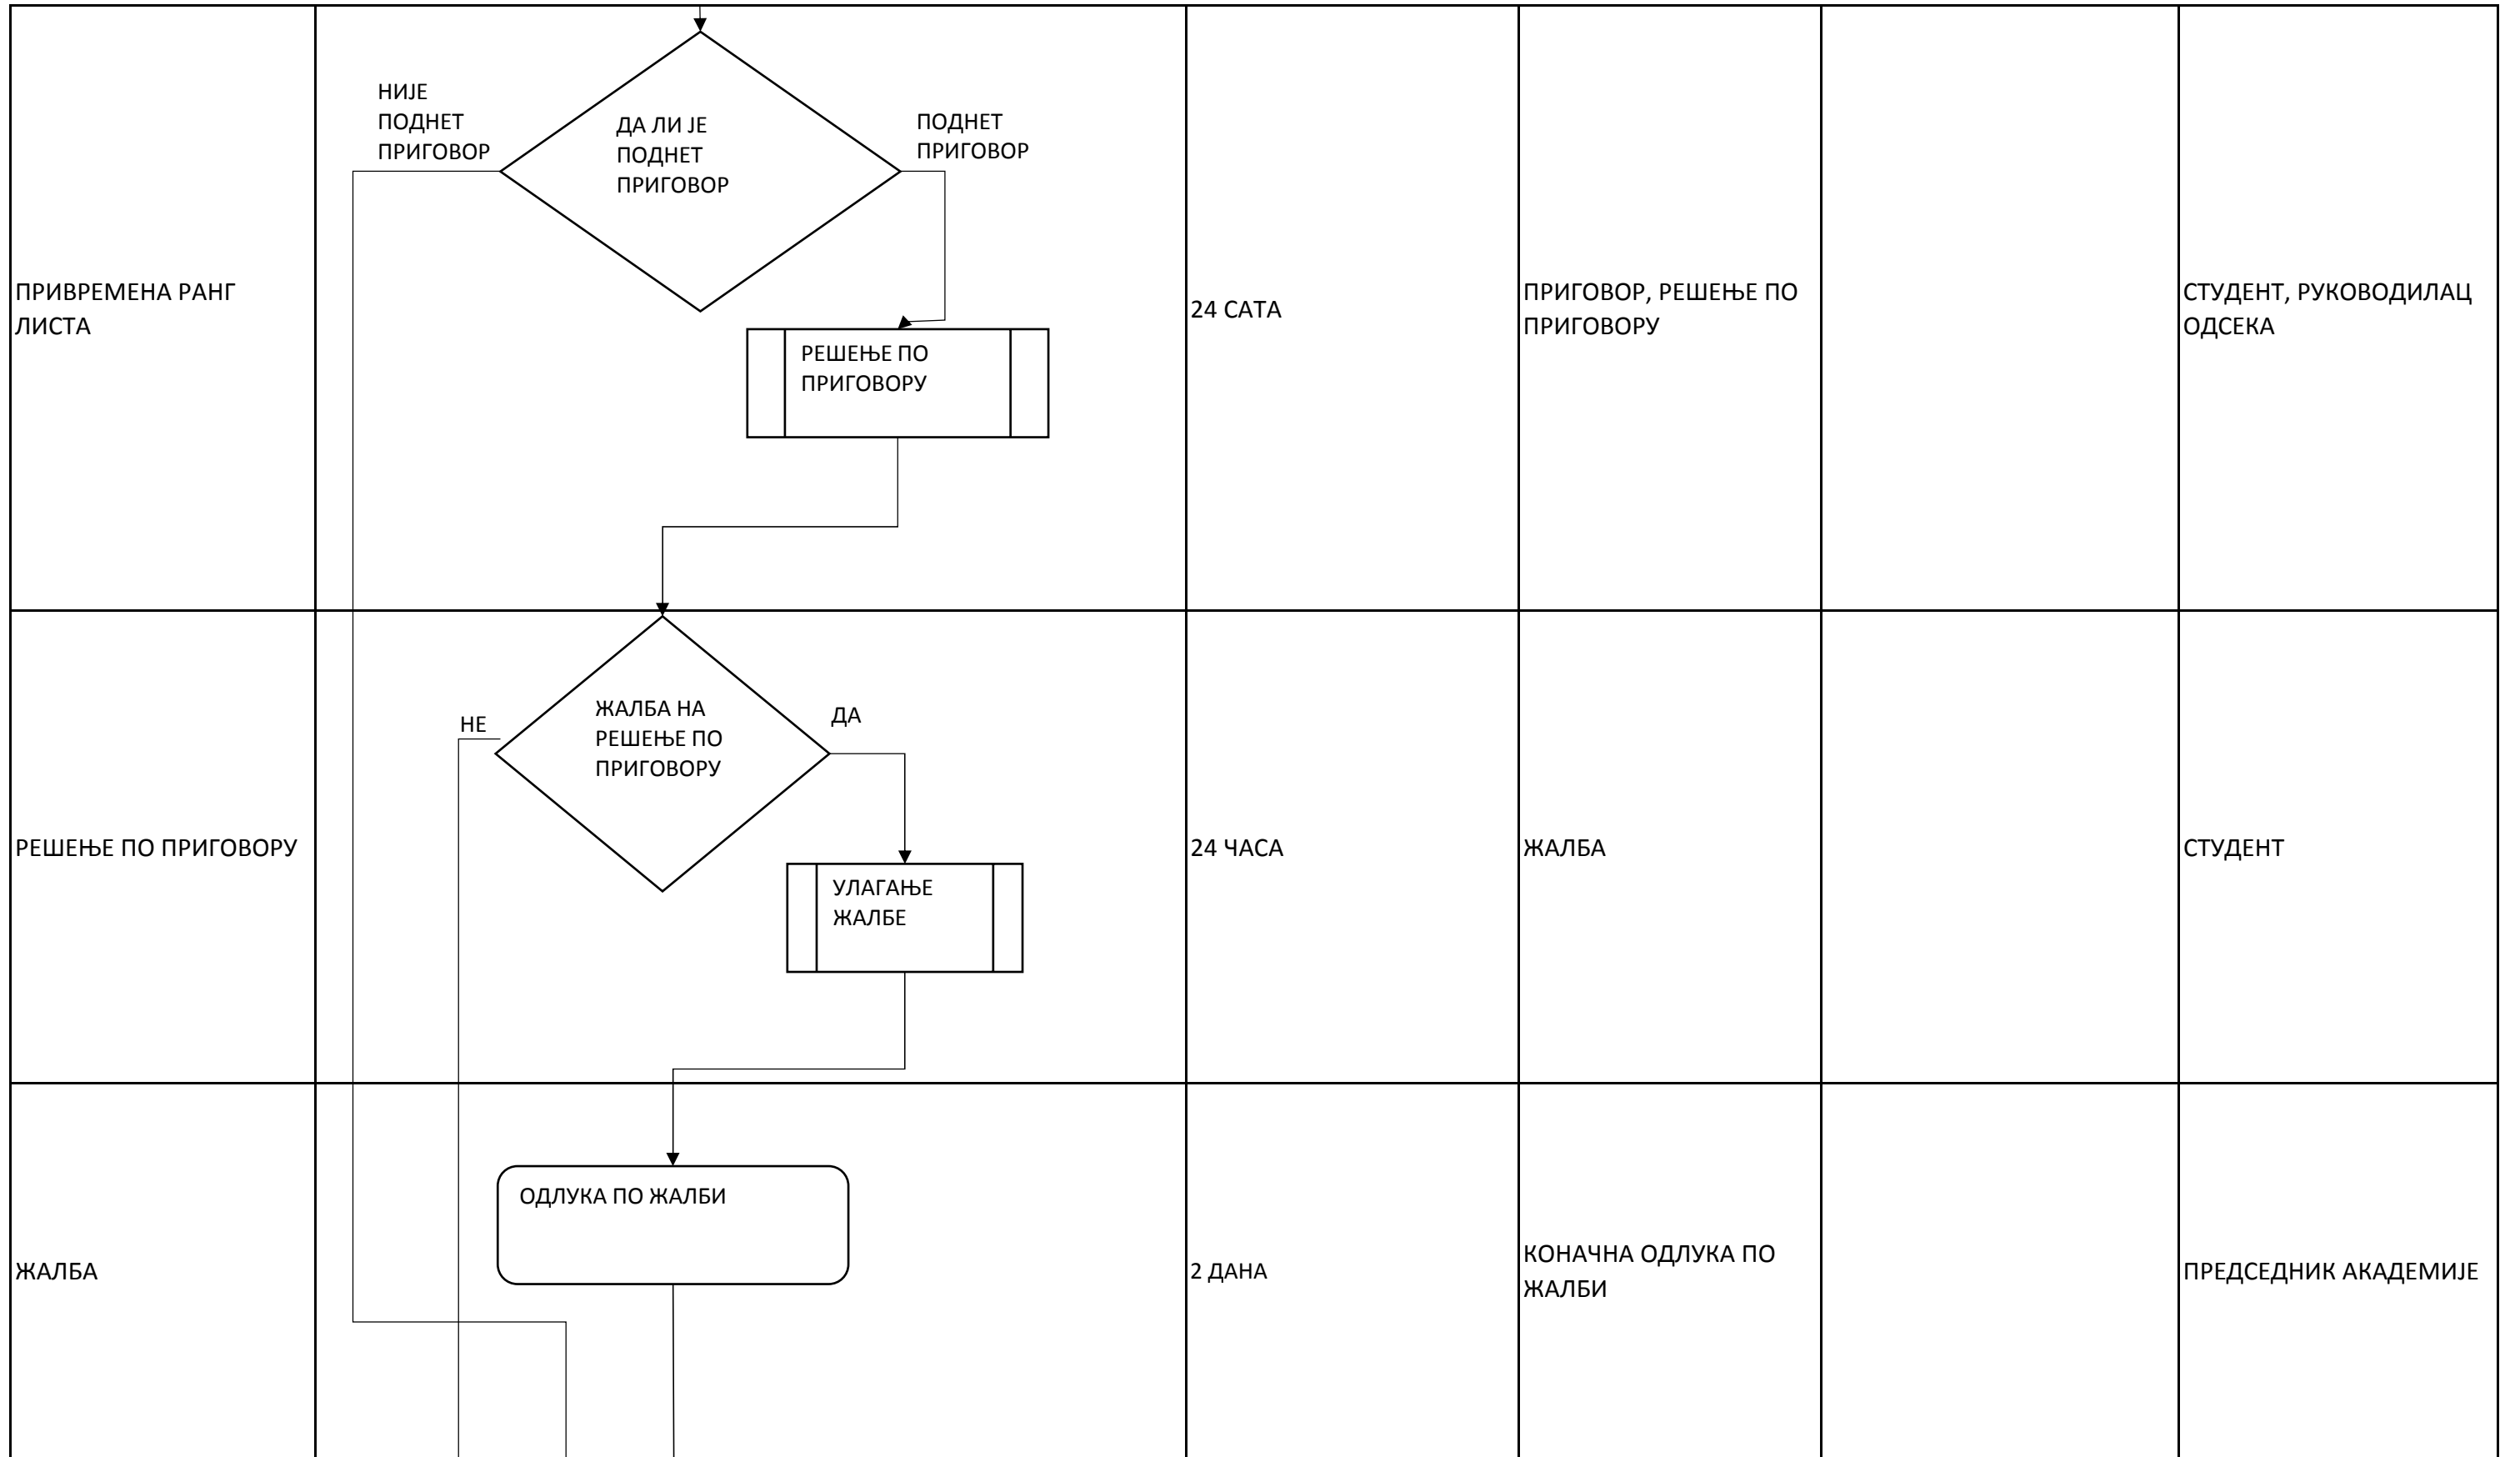 НИЈЕ
ПОДНЕТ
ПРИГОВОР
ДА ЛИ ЈЕ
ПОДНЕТ
ПРИГОВОР
ПОДНЕТ
ПРИГОВОР
ПРИВРЕМЕНА РАНГ
ЛИСТА
РЕШЕЊЕ ПО
ПРИГОВОРУ
24 САТА
ПРИГОВОР, РЕШЕЊЕ ПО
ПРИГОВОРУ
СТУДЕНТ, РУКОВОДИЛАЦ
ОДСЕКА
НЕ
ЖАЛБА НА
РЕШЕЊЕ ПО
ПРИГОВОРУ
ДА
РЕШЕЊЕ ПО ПРИГОВОРУ
УЛАГАЊЕ
ЖАЛБЕ
24 ЧАСА
ЖАЛБА
СТУДЕНТ
ОДЛУКА ПО ЖАЛБИ
ЖАЛБА
2 ДАНА
КОНАЧНА ОДЛУКА ПО
ЖАЛБИ
ПРЕДСЕДНИК АКАДЕМИЈЕ